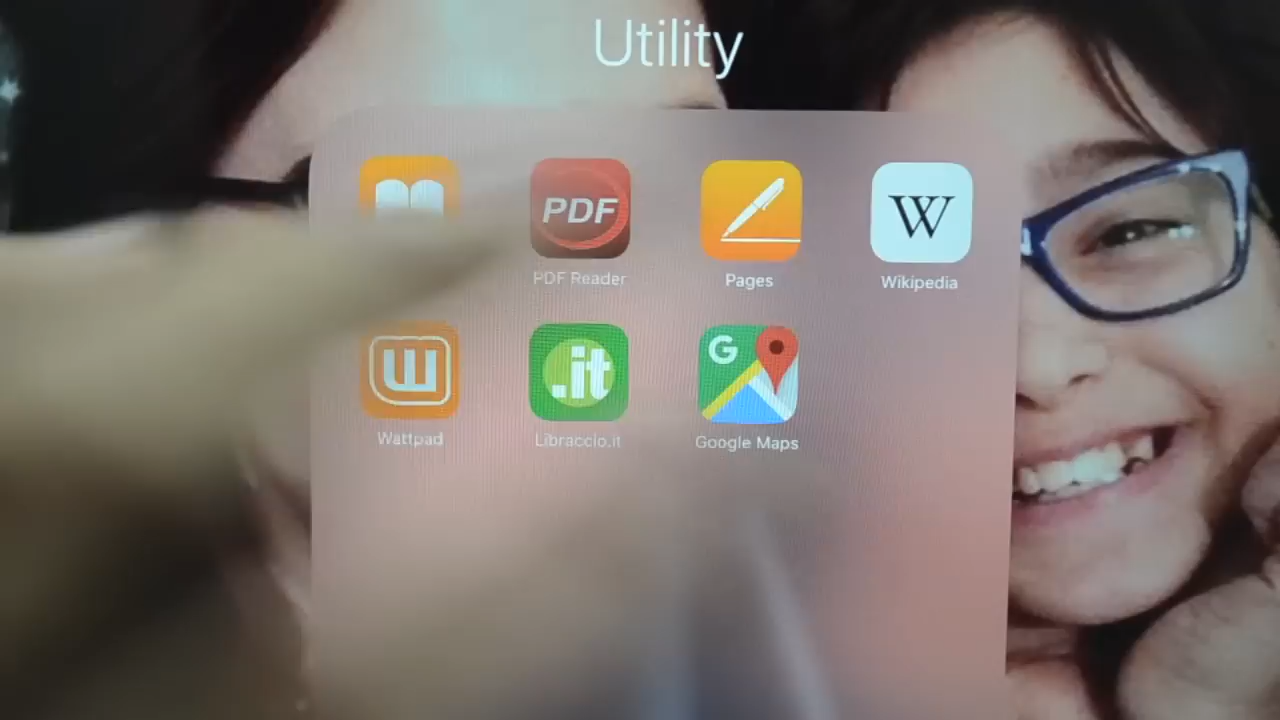 Utility
PDF
PDF Reader
Pages
W
Wikipedia
W
Wattpad
.it
Libraccio.it
G
Google Maps